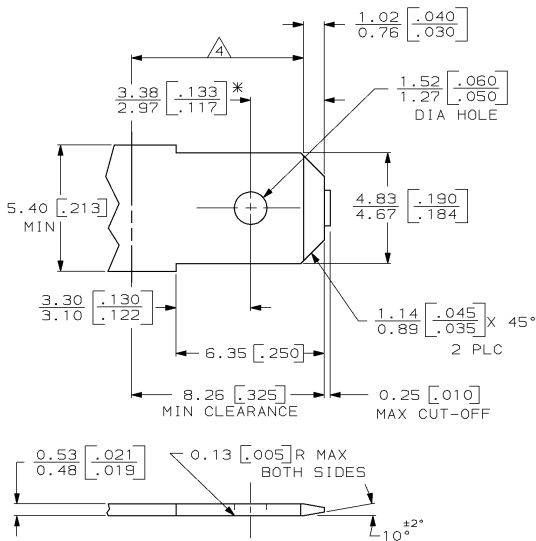 1.02 [.040]
0.76 [.030]
4
3.38 [.133] *
2.97 [.117]
1.52 [.060]
1.27 [.050]
DIA HOLE
5.40 [.213]
MIN
4.83 [.190]
4.67 [.184]
3.30 [.130]
3.10 [.122]
1.14 [.045] X 45°
0.89 [.035]
2 PLC
6.35 [.250]
8.26 [.325]
MIN CLEARANCE
0.25 [.010]
MAX CUT-OFF
0.53 [.021]
0.48 [.019]
0.13 [.005] R MAX
BOTH SIDES
10° ±2°